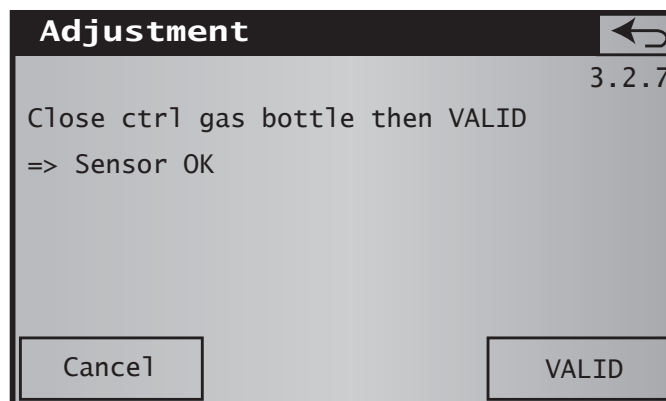 Adjustment
3.2.7
Close ctrl gas bottle then VALID
=> Sensor OK
Cancel
VALID